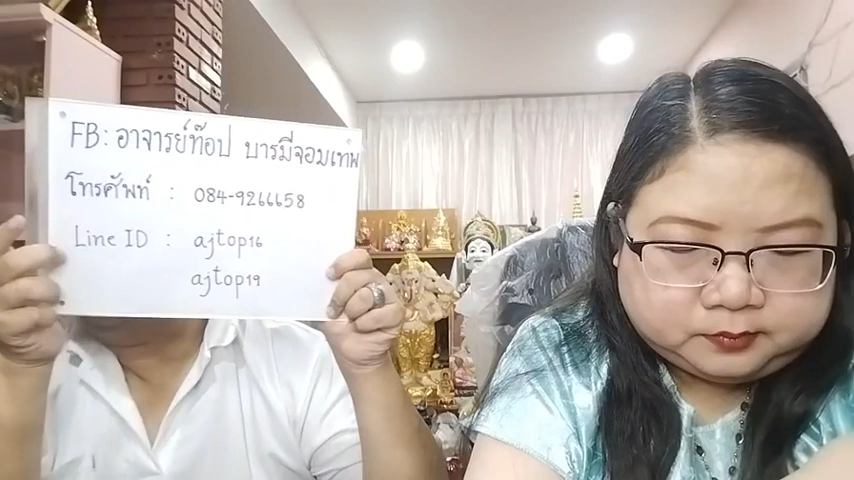 FB: อาจารย์ท๊อป บารมีจอมเทพ
โทรศัพท์ : 084-9266658
Line ID : ajtop16
ajtop19